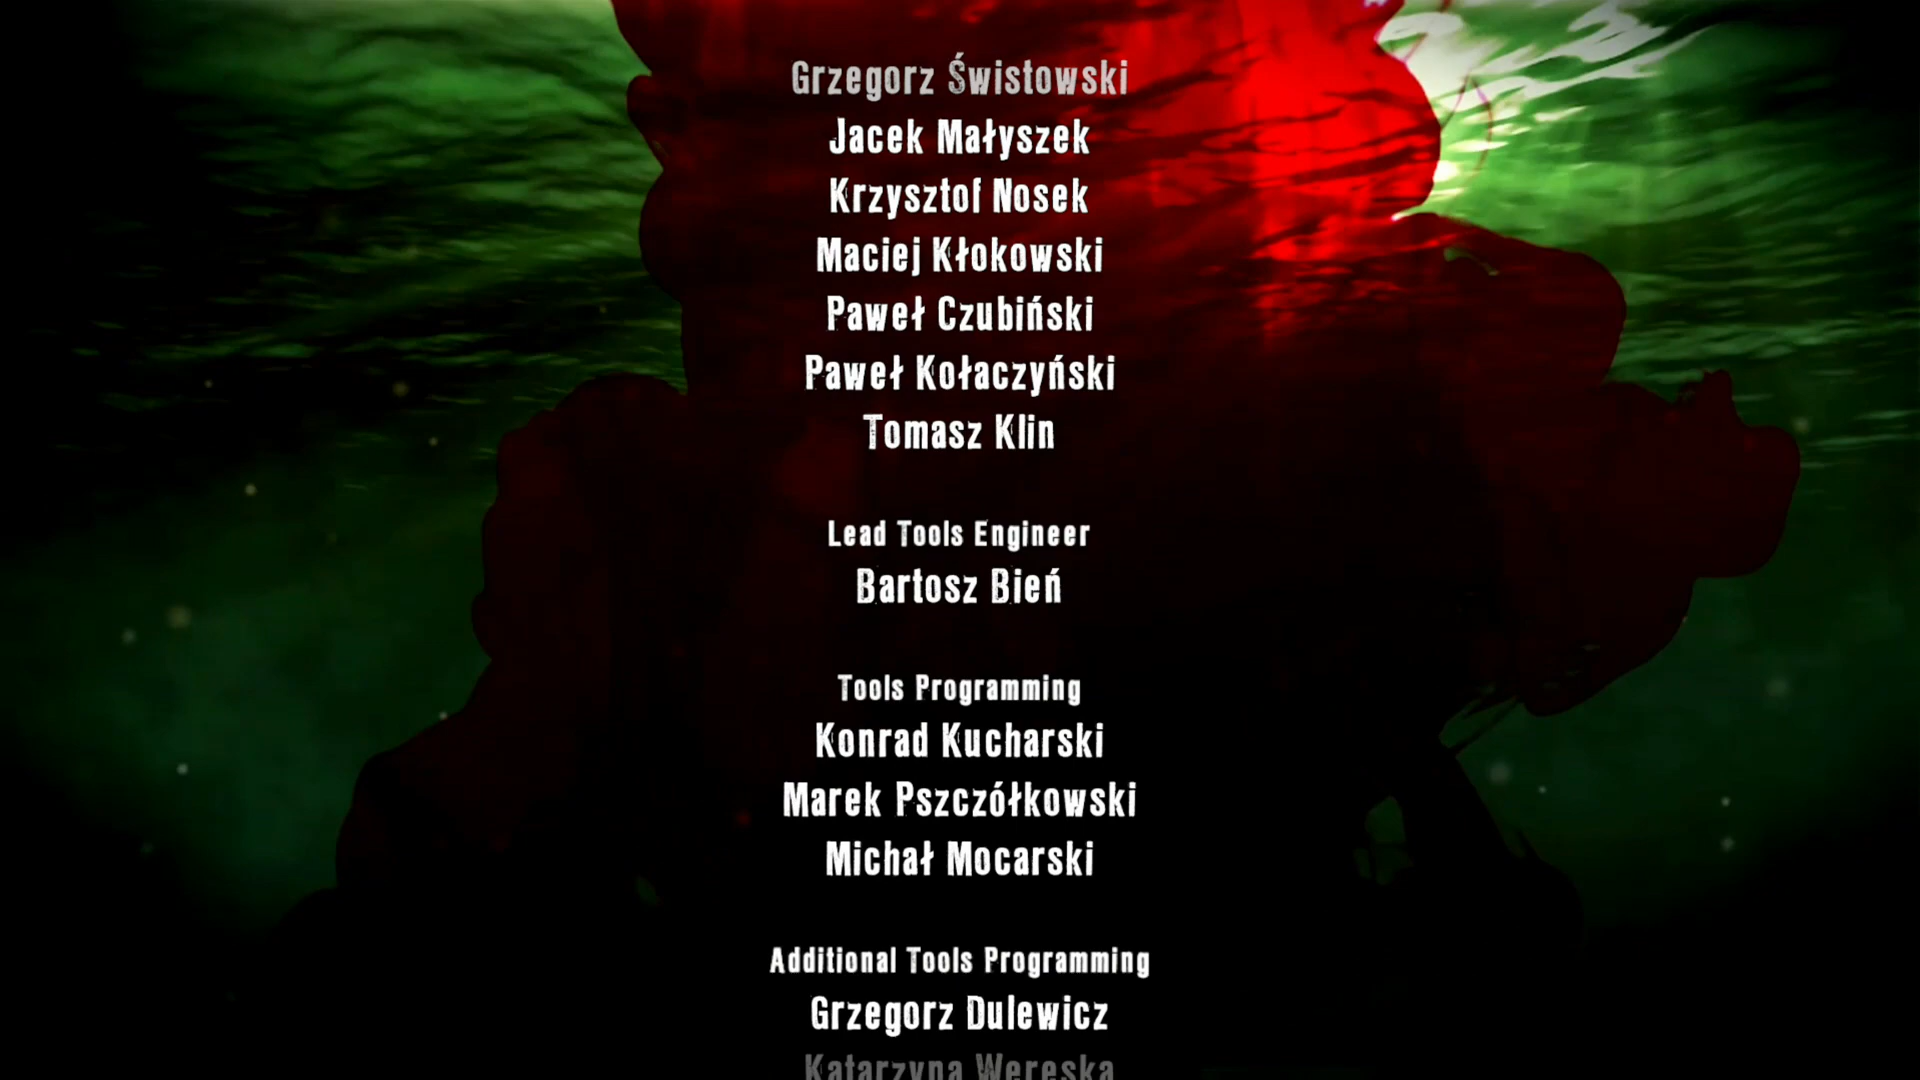 Grzegorz Świstowski
Jacek Małyszek
Krzysztof Nosek
Maciej Kłokowski
Paweł Czubiński
Paweł Kołaczyński
Tomasz Klin
Lead Tools Engineer
Bartosz Bień
Tools Programming
Konrad Kucharski
Marek Pszczółkowski
Michał Mocarski
Additional Tools Programming
Grzegorz Dulewicz
Katarzyna Wereska